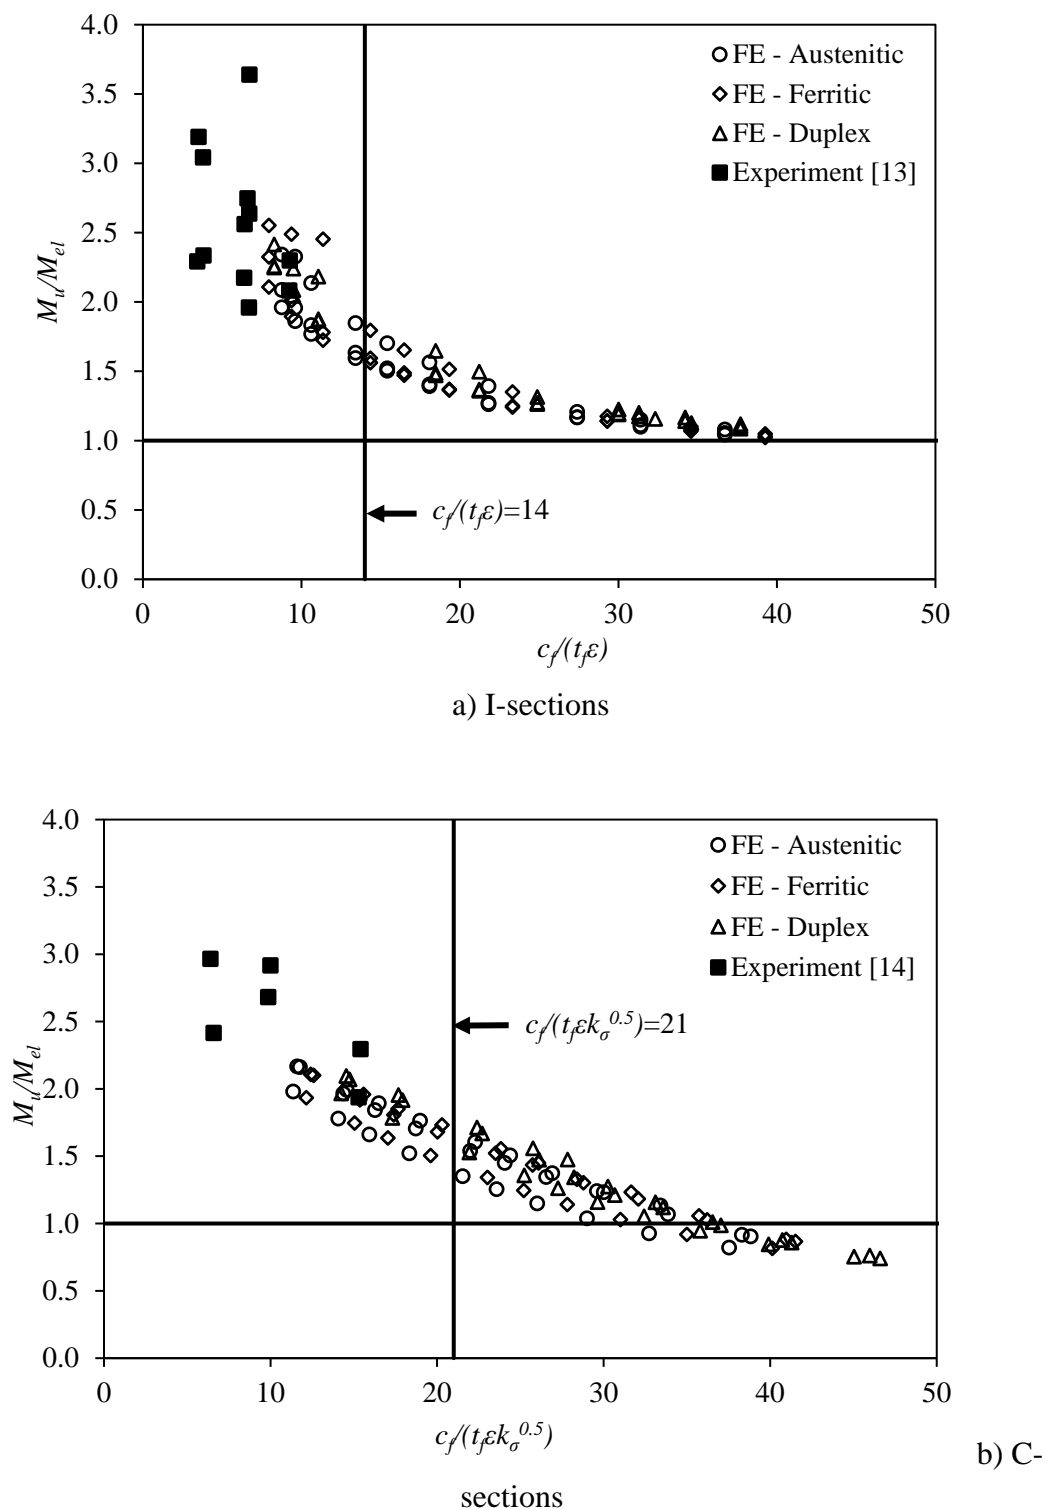 4.0
3.5
3.0
2.5
2.0
1.5
1.0
0.5
0.0
M_u/M_el
FE - Austenitic
FE - Ferritic
FE - Duplex
Experiment [13]
c_f/(t_fε)=14
0 10 20 30 40 50
c_f/(t_fε)
a) I-sections
4.0
3.5
3.0
2.5
2.0
1.5
1.0
0.5
0.0
M_u/M_el
FE - Austenitic
FE - Ferritic
FE - Duplex
Experiment [14]
c_f/(t_fεk_σ^0.5)=21
0 10 20 30 40 50
c_f/(t_fεk_σ^0.5)
b) C-
sections